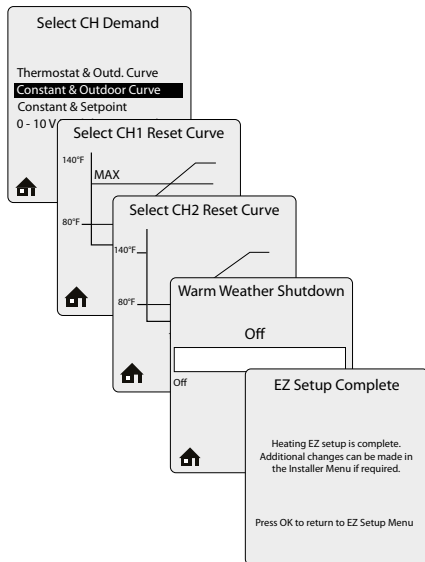 Select CH Demand
Thermostat & Outd. Curve
Constant & Outdoor Curve
Constant & Setpoint
0 - 10 V
Select CH1 Reset Curve
140°F
MAX
80°F
Select CH2 Reset Curve
140°F
80°F
Warm Weather Shutdown
Off
Off
EZ Setup Complete
Heating EZ setup is complete.
Additional changes can be made in
the Installer Menu if required.
Press OK to return to EZ Setup Menu